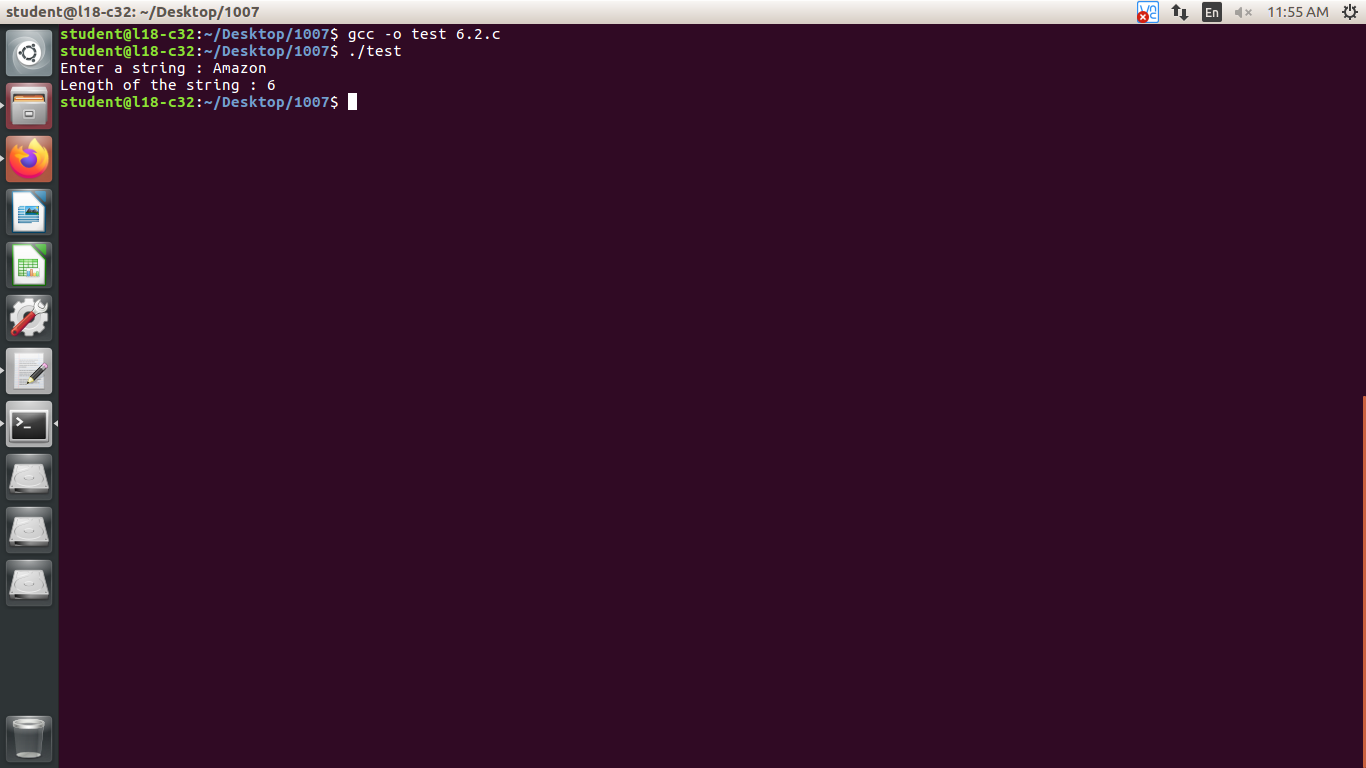 student@l18-c32: ~/Desktop/1007
En
11:55 AM
student@l18-c32:~/Desktop/1007$ gcc -o test 6.2.c
student@l18-c32:~/Desktop/1007$ ./test
Enter a string : Amazon
Length of the string : 6
student@l18-c32:~/Desktop/1007$